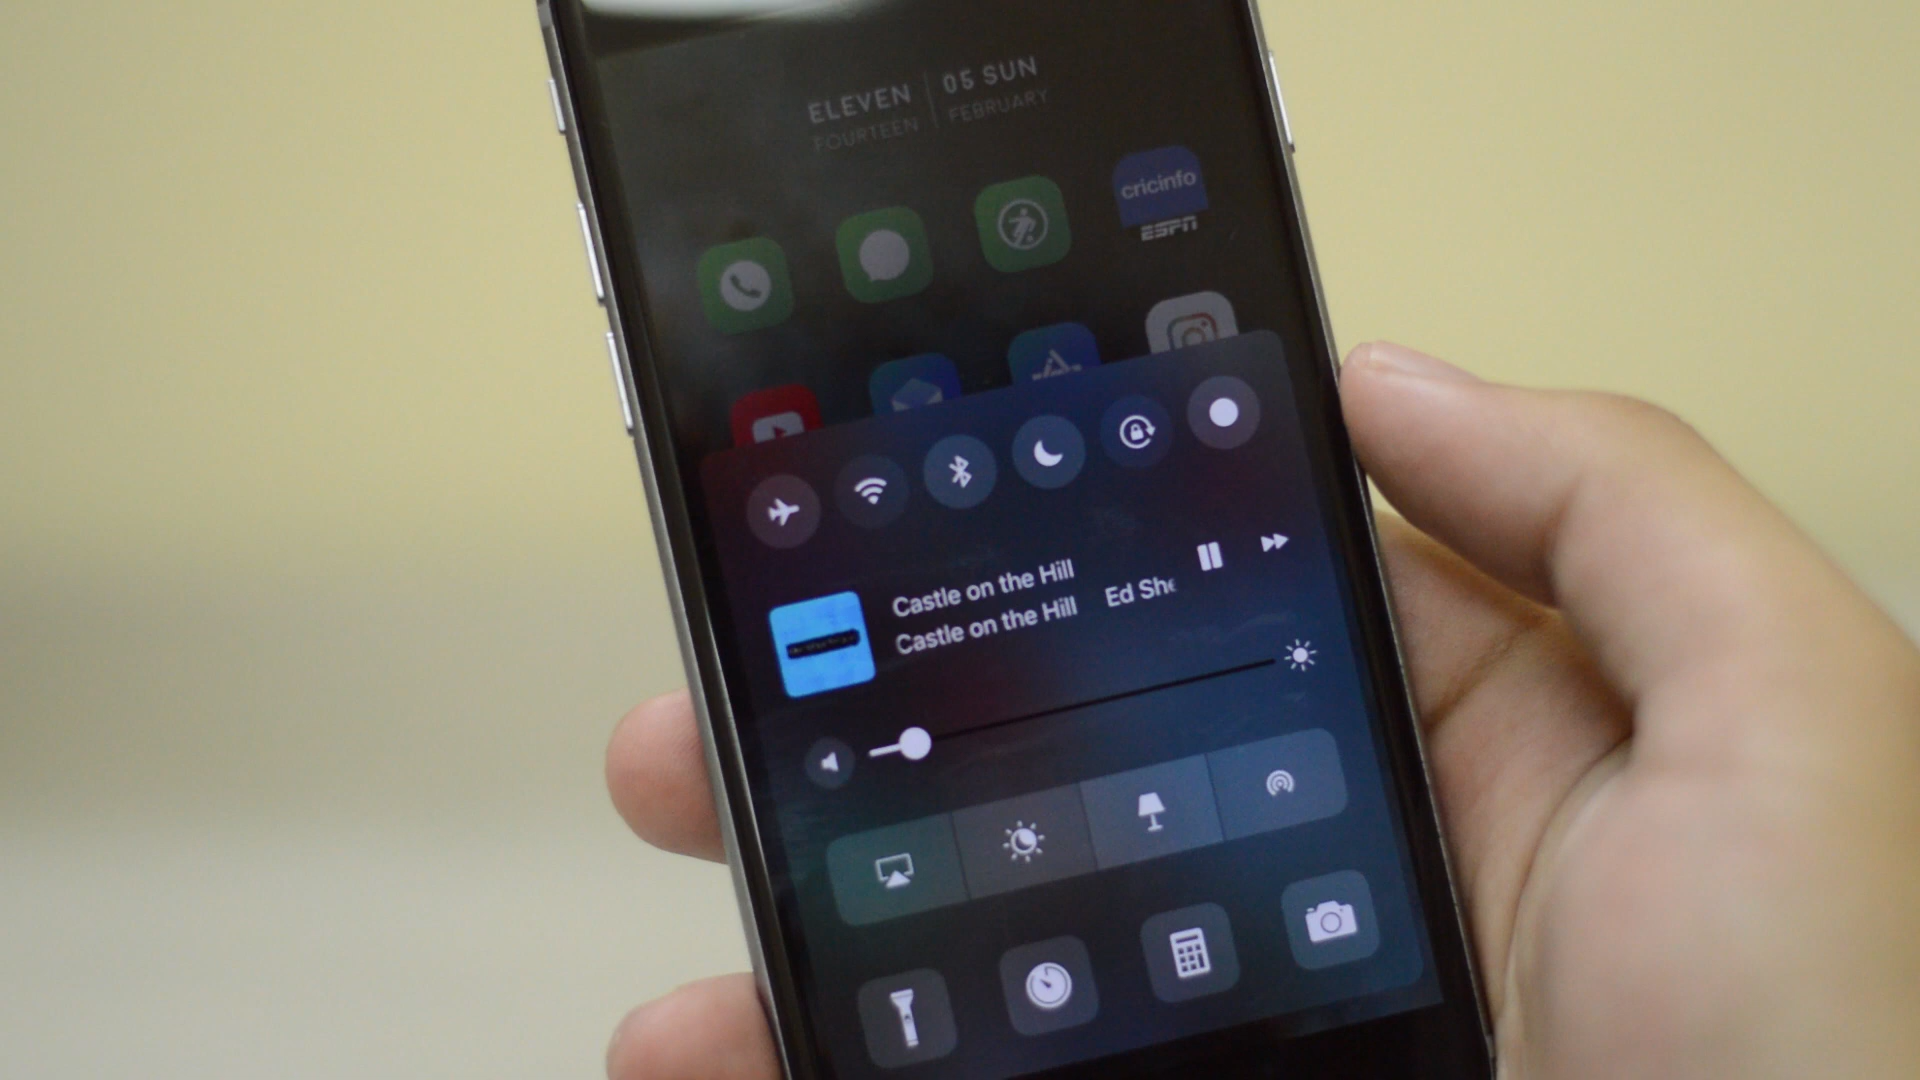 ELEVEN
FOURTEEN
05 SUN
FEBRUARY
cricinfo
ESPN
Castle on the Hill
Castle on the Hill Ed She